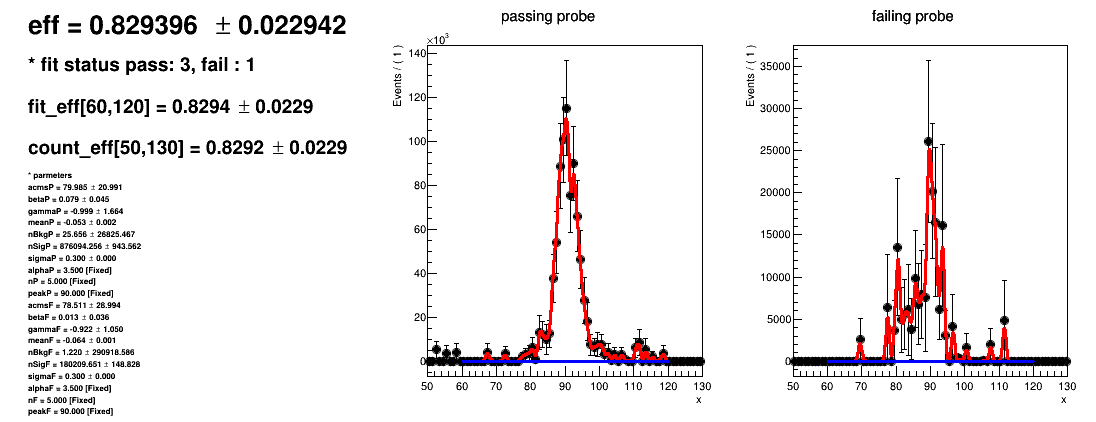 eff = 0.829396 ± 0.022942
* fit status pass: 3, fail : 1
fit_eff[60,120] = 0.8294 ± 0.0229
count_eff[50,130] = 0.8292 ± 0.0229
* parmeters
acmsP = 79.985 ± 20.991
betaP = 0.079 ± 0.045
gammaP = -0.999 ± 1.664
meanP = -0.053 ± 0.002
nBkgP = 25.656 ± 26825.467
nSigP = 876094.256 ± 943.562
sigmaP = 0.300 ± 0.000
alphaP = 3.500 [Fixed]
nP = 5.000 [Fixed]
peakP = 90.000 [Fixed]
acmsF = 78.511 ± 28.994
betaF = 0.013 ± 0.036
gammaF = -0.922 ± 1.050
meanF = -0.064 ± 0.001
nBkgF = 1.220 ± 290918.586
nSigF = 180209.651 ± 148.828
sigmaF = 0.300 ± 0.000
alphaF = 3.500 [Fixed]
nF = 5.000 [Fixed]
peakF = 90.000 [Fixed]
passing probe
×10³
Events / ( 1 )
140
120
100
80
60
40
20
0
50 60 70 80 90 100 110 120 130
x
failing probe
Events / ( 1 )
35000
30000
25000
20000
15000
10000
5000
0
50 60 70 80 90 100 110 120 130
x